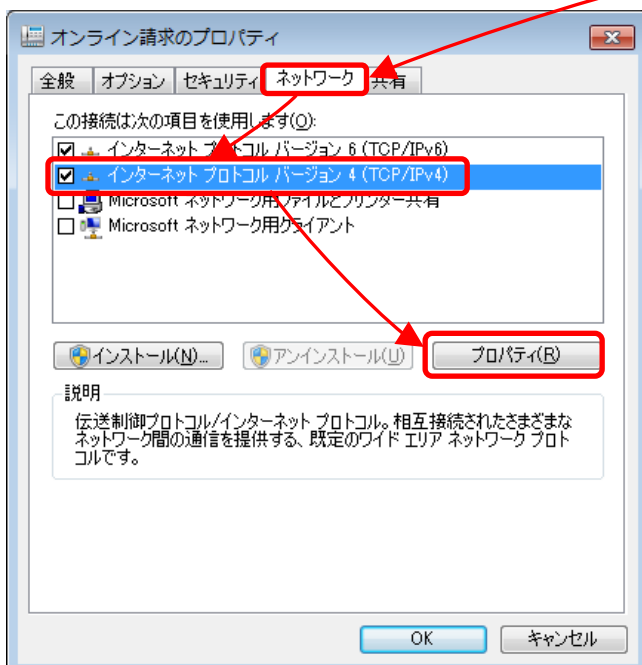 オンライン請求のプロパティ
全般 オプション セキュリティ ネットワーク 共有
この接続は次の項目を使用します(O):
インターネット プロトコル バージョン 6 (TCP/IPv6)
インターネット プロトコル バージョン 4 (TCP/IPv4)
Microsoft ネットワーク用ファイルとプリンター共有
Microsoft ネットワーク用クライアント
インストール(N)... アンインストール(U) プロパティ(R)
説明
伝送制御プロトコル/インターネット プロトコル。相互接続されたさまざまな
ネットワーク間の通信を提供する、既定のワイド エリア ネットワーク プロト
コルです。
OK キャンセル